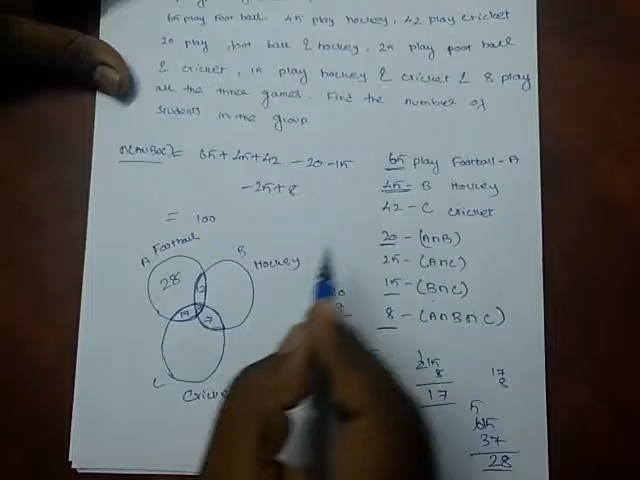 65 play Foot ball. 45 play hockey, 42 play cricket
20 play foot ball & hockey, 25 play foot ball
& cricket, 15 play hockey & cricket & 8 play
all the three games. Find the number of
students in the group
n(AUBUC) = 65 + 45 + 42 - 20 - 15
- 25 + 8
= 100
65 play Football - A
45 - B Hockey
42 - C cricket
20 - (A∩B)
25 - (A∩C)
15 - (B∩C)
8 - (A∩B∩C)
A Football
B
Hockey
28
12
17
7
C
25
8
17
17
8
65
37
28